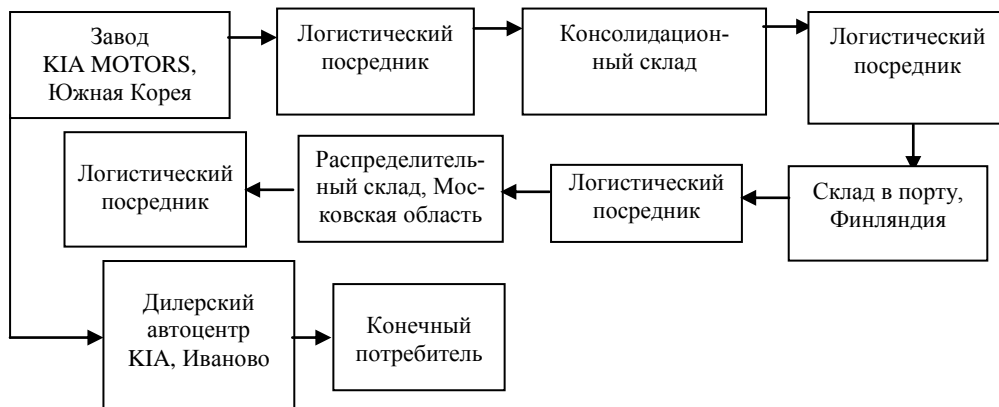 Завод
KIA MOTORS,
Южная Корея
Логистический
посредник
Консолидацион-
ный склад
Логистический
посредник
Логистический
посредник
Распределитель-
ный склад, Мос-
ковская область
Логистический
посредник
Склад в порту,
Финляндия
Дилерский
автоцентр
KIA, Иваново
Конечный
потребитель